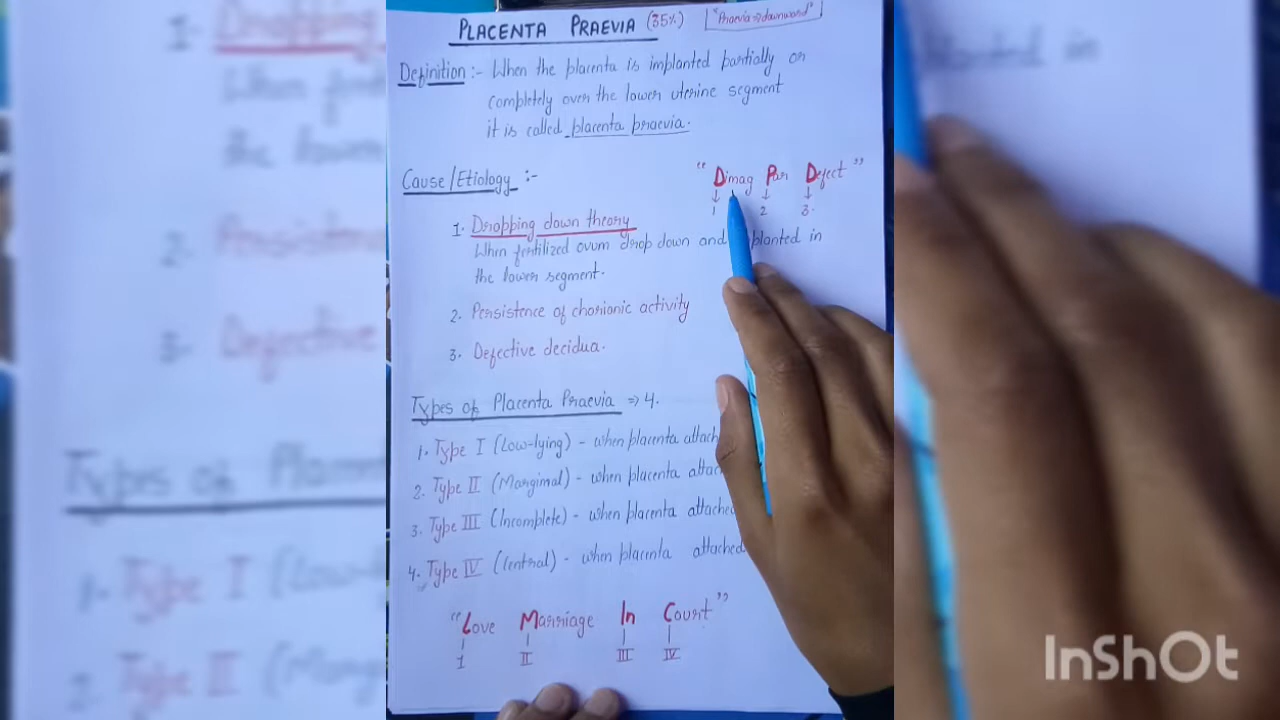 PLACENTA PRAEVIA (35%) "Praevia⇒downward"
Definition :- When the placenta is implanted partially or
completely over the lower uterine segment
it is called placenta praevia.
" Dimag Par Defect "
1 2 3.
Cause/Etiology :-
1. Dropping down theory
When fertilized ovum drop down and planted in
the lower segment.
2. Persistence of chorionic activity
3. Defective decidua.
Types of Placenta Praevia ⇒ 4.
1. Type I (Low-lying) - when placenta attach
2. Type II (Marginal) - when placenta attac
3. Type III (Incomplete) - when placenta attached
4. Type IV (Central) - when placenta attached
"Love Marriage In Court"
1 II III IV
InShOt